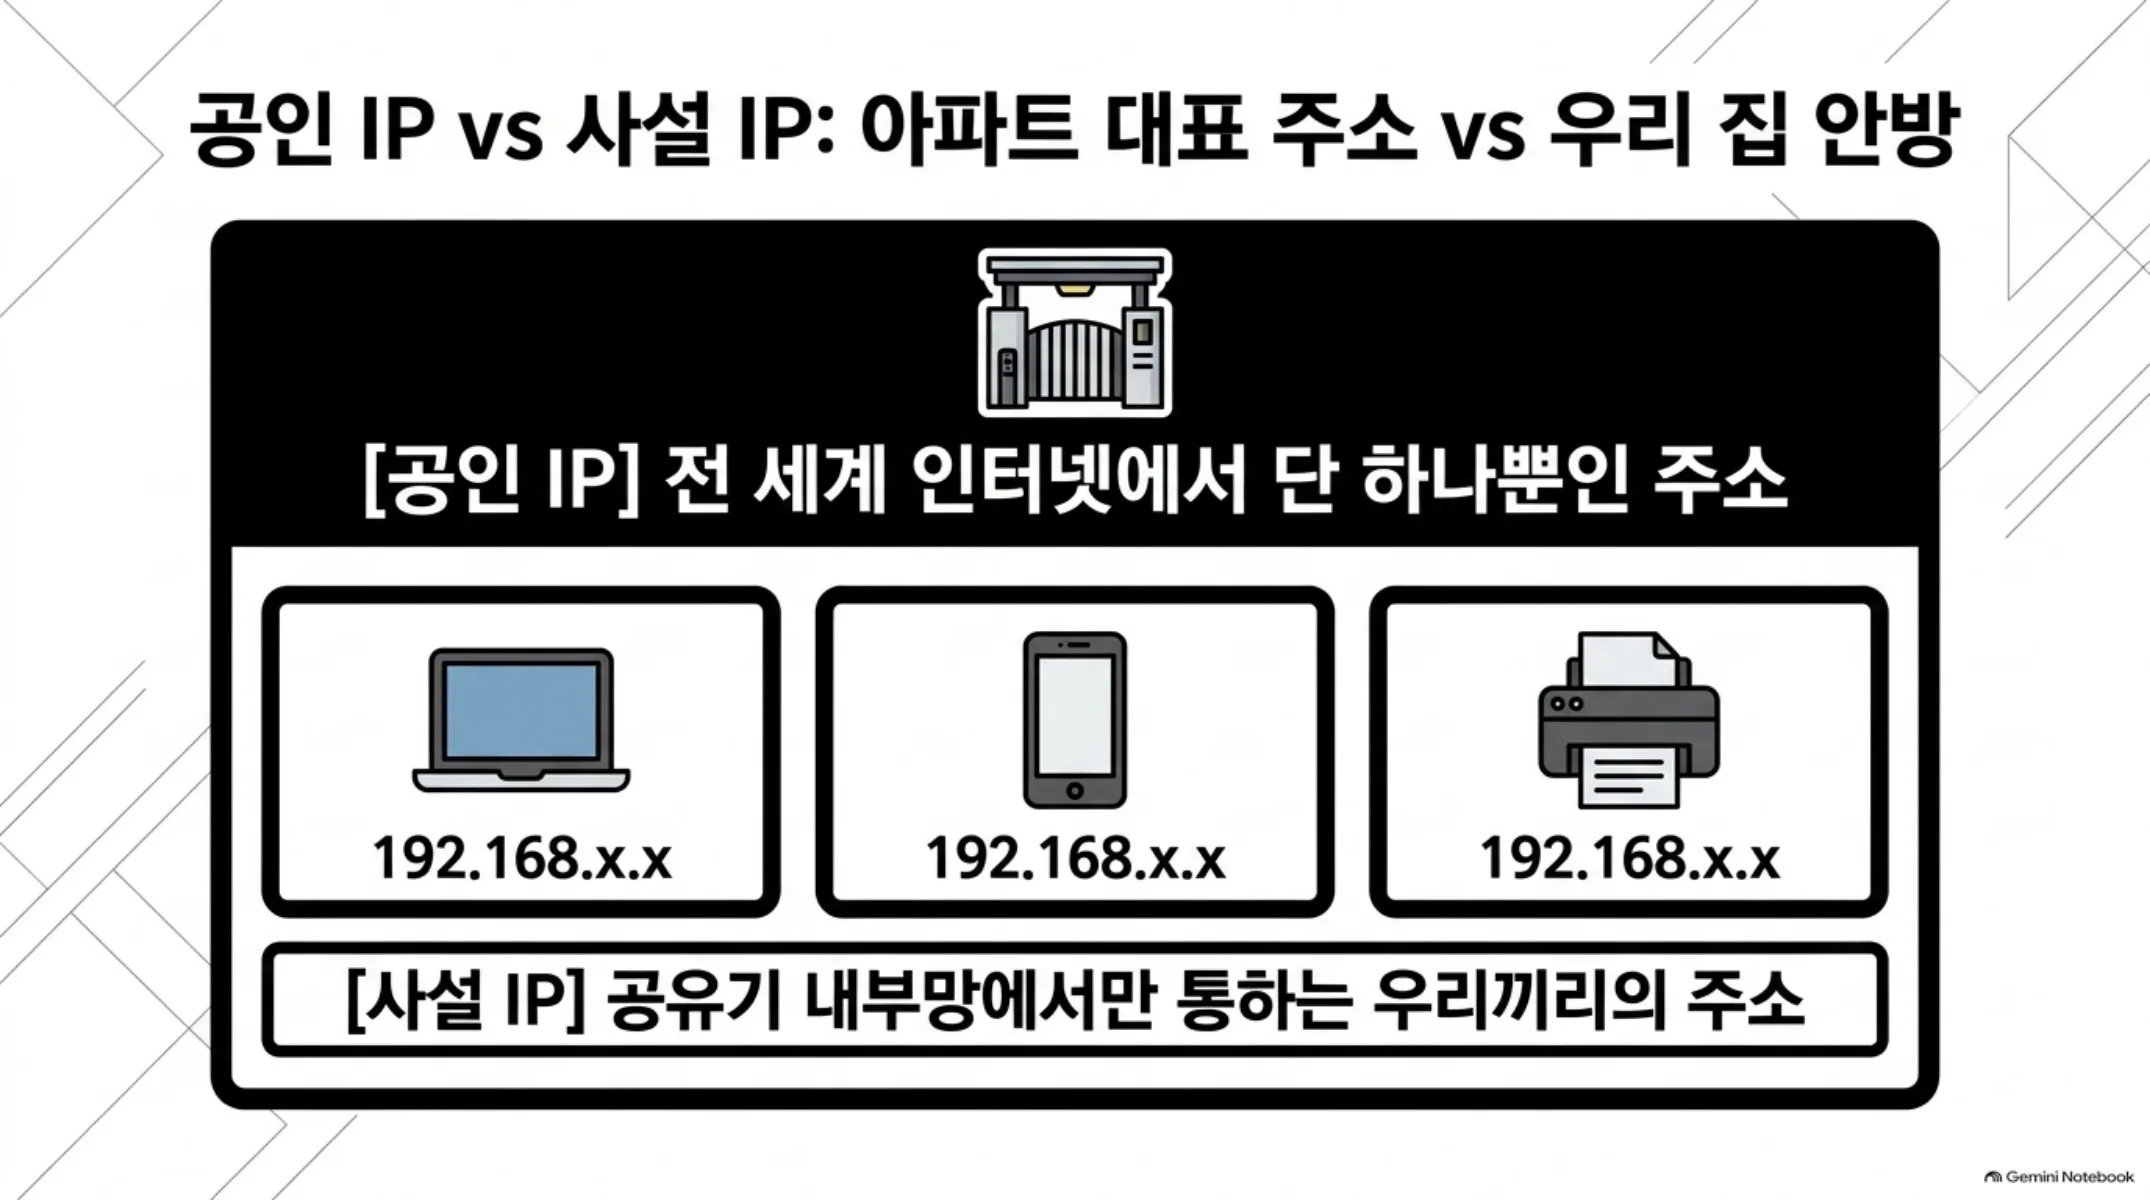 공인 IP vs 사설 IP: 아파트 대표 주소 vs 우리 집 안방
[공인 IP] 전 세계 인터넷에서 단 하나뿐인 주소
192.168.x.x
192.168.x.x
192.168.x.x
[사설 IP] 공유기 내부망에서만 통하는 우리끼리의 주소
Gemini Notebook